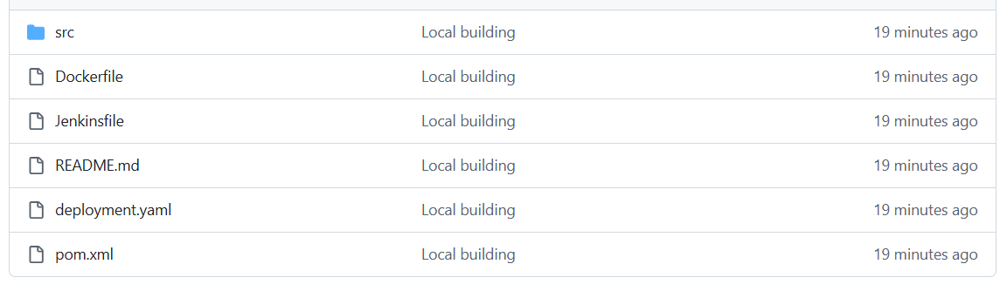 src Local building 19 minutes ago
Dockerfile Local building 19 minutes ago
Jenkinsfile Local building 19 minutes ago
README.md Local building 19 minutes ago
deployment.yaml Local building 19 minutes ago
pom.xml Local building 19 minutes ago